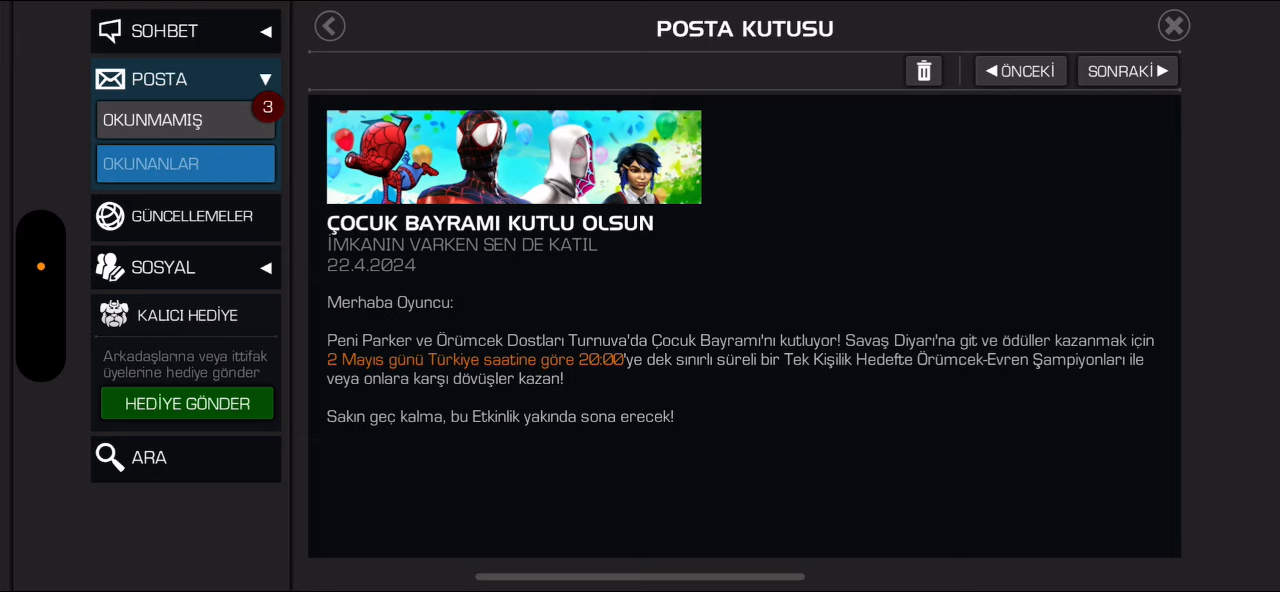 SOHBET
POSTA
3
OKUNMAMIŞ
OKUNANLAR
GÜNCELLEMELER
SOSYAL
KALICI HEDİYE
Arkadaşlarına veya ittifak
üyelerine hediye gönder
HEDİYE GÖNDER
ARA
POSTA KUTUSU
ÖNCEKİ
SONRAKİ
ÇOCUK BAYRAMI KUTLU OLSUN
İMKANIN VARKEN SEN DE KATIL
22.4.2024
Merhaba Oyuncu:
Peni Parker ve Örümcek Dostları Turnuva'da Çocuk Bayramı'nı kutluyor! Savaş Diyarı'na git ve ödüller kazanmak için
2 Mayıs günü Türkiye saatine göre 20:00'ye dek sınırlı süreli bir Tek Kişilik Hedefte Örümcek-Evren Şampiyonları ile
veya onlara karşı dövüşler kazan!
Sakın geç kalma, bu Etkinlik yakında sona erecek!